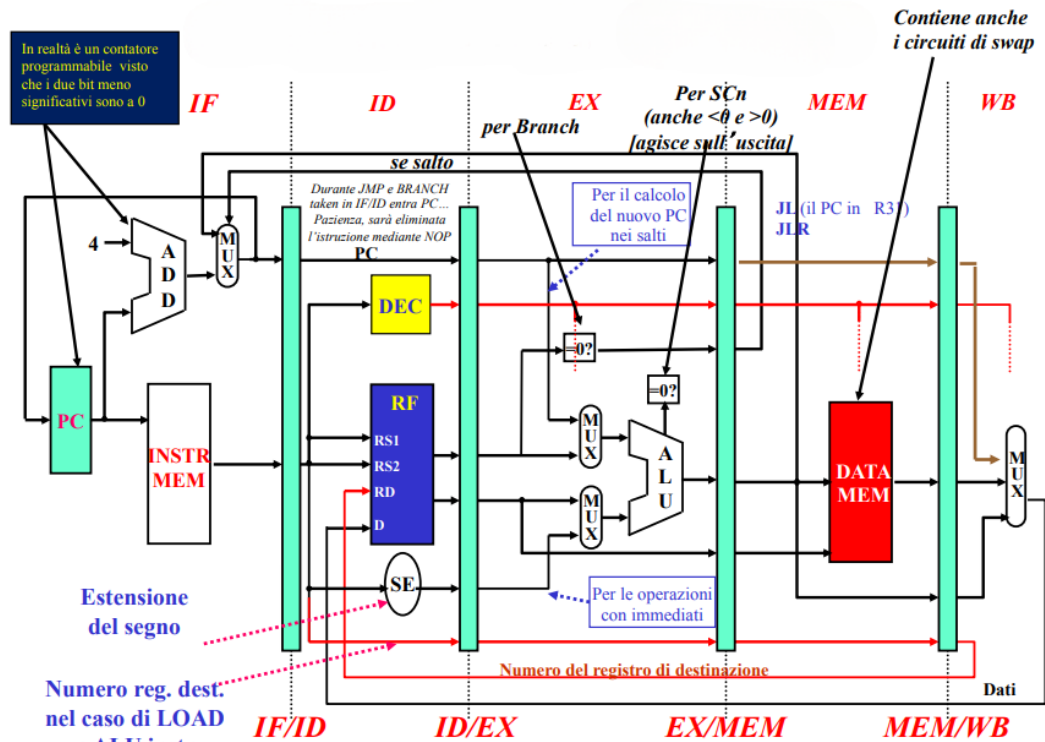 Contiene anche
i circuiti di swap
In realtà è un contatore
programmabile visto
che i due bit meno
significativi sono a 0
IF
ID
EX
MEM
WB
Per SCn
(anche <0 e >0)
[agisce sull'uscita]
per Branch
se salto
Durante JMP e BRANCH
taken in IF/ID entra PC…
Pazienza, sarà eliminata
l'istruzione mediante NOP
PC
Per il calcolo
del nuovo PC
nei salti
JL (il PC in R31)
JLR
4
A
D
D
M
U
X
DEC
=0?
=0?
PC
INSTR
MEM
RF
RS1
RS2
RD
D
M
U
X
M
U
X
A
L
U
DATA
MEM
M
U
X
SE
Estensione
del segno
Per le operazioni
con immediati
Numero del registro di destinazione
Numero reg. dest.
nel caso di LOAD
Dati
IF/ID
ID/EX
EX/MEM
MEM/WB